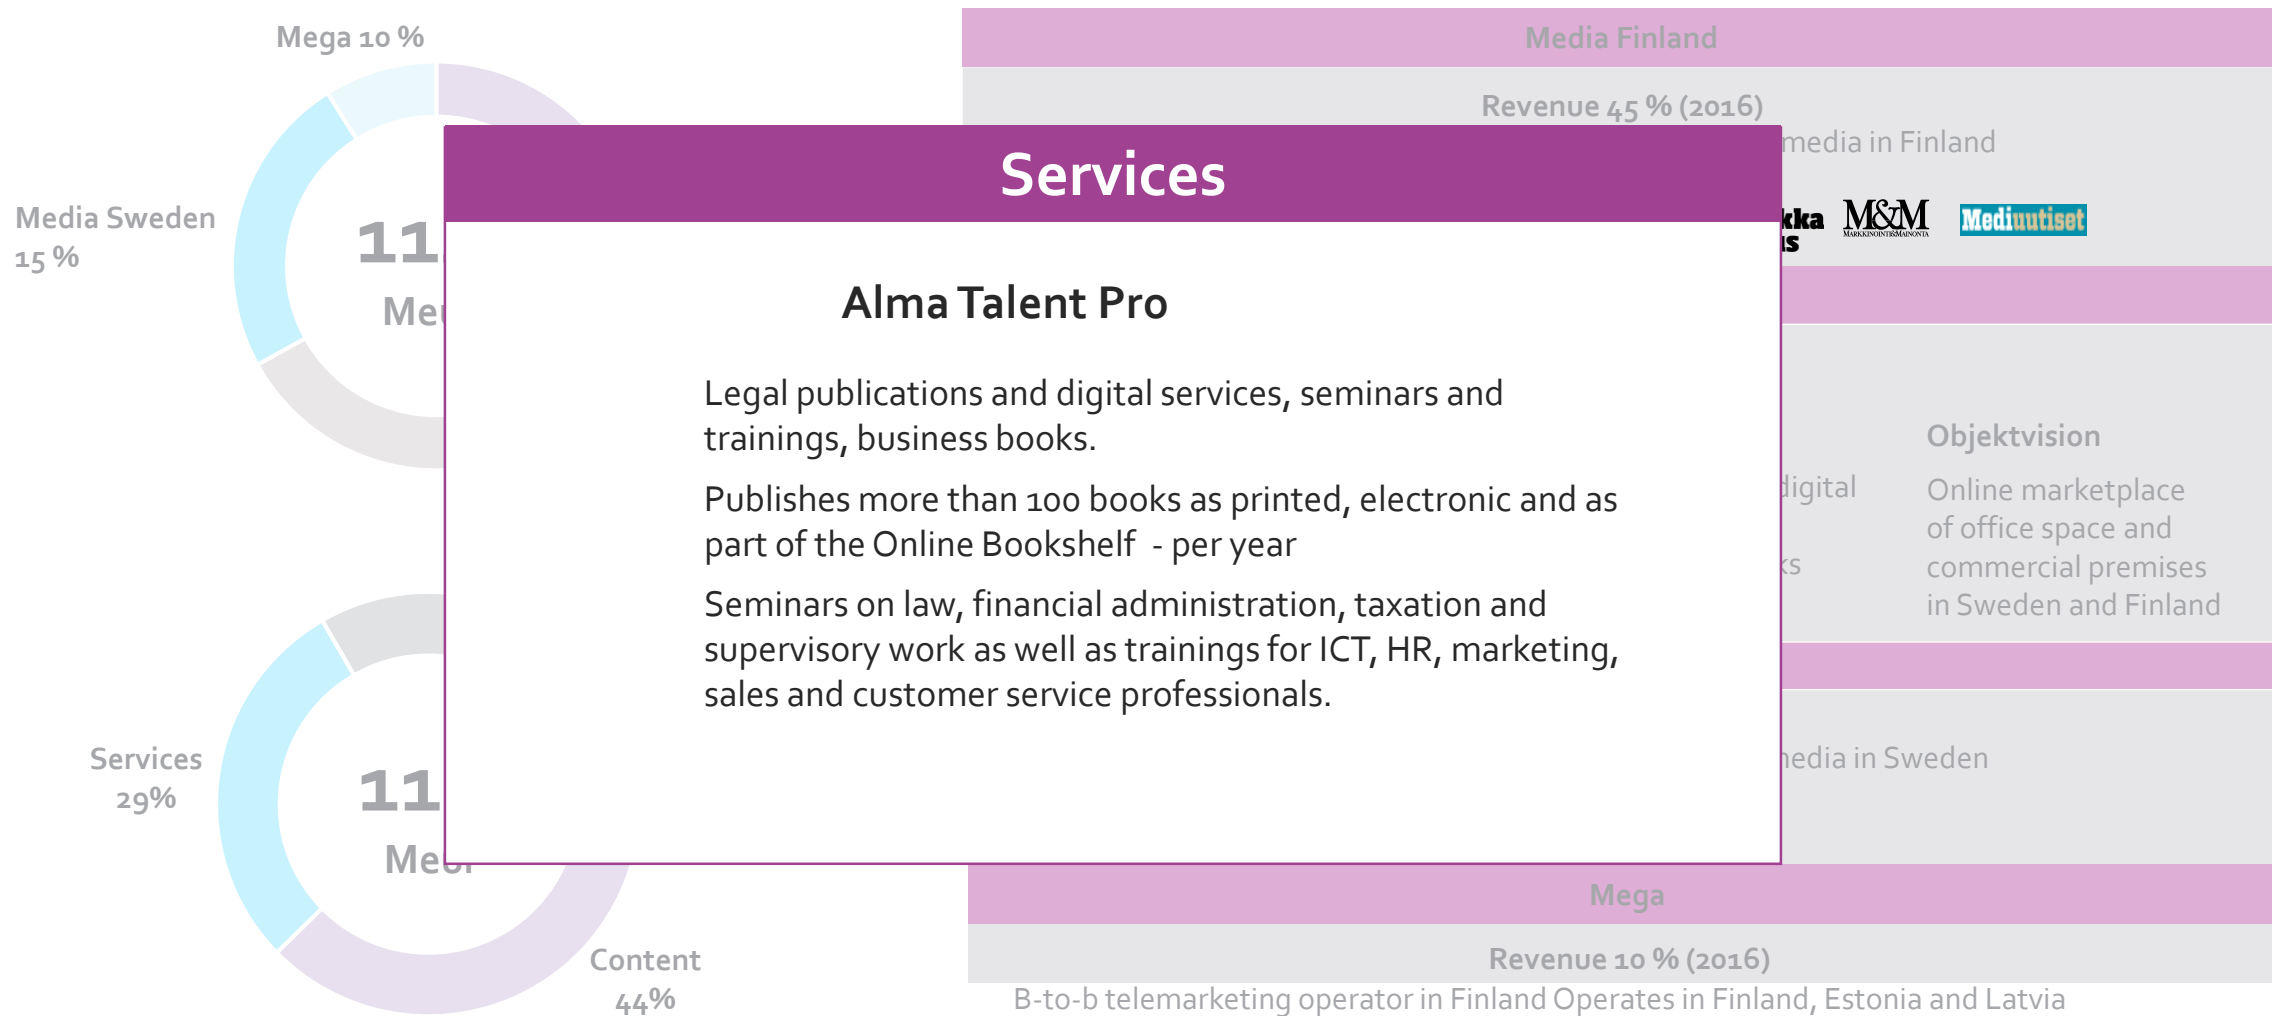 Mega 10 %
Media Sweden
15 %
11
Services
29%
11
Content
44%
Services
Alma Talent Pro
Legal publications and digital services, seminars and
trainings, business books.
Publishes more than 100 books as printed, electronic and as
part of the Online Bookshelf - per year
Seminars on law, financial administration, taxation and
supervisory work as well as trainings for ICT, HR, marketing,
sales and customer service professionals.
Media Finland
Revenue 45 % (2016)
media in Finland
M&M
MARKKINOINTI&MAINONTA
Mediuutiset
digital
Objektvision
Online marketplace
of office space and
commercial premises
in Sweden and Finland
media in Sweden
Mega
Revenue 10 % (2016)
B-to-b telemarketing operator in Finland Operates in Finland, Estonia and Latvia